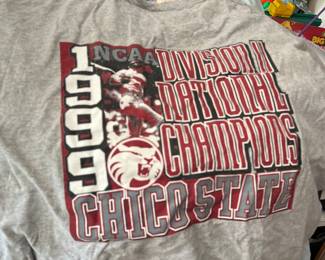 1999
NCAA
DIVISION II
NATIONAL
CHAMPIONS
CHICO STATE